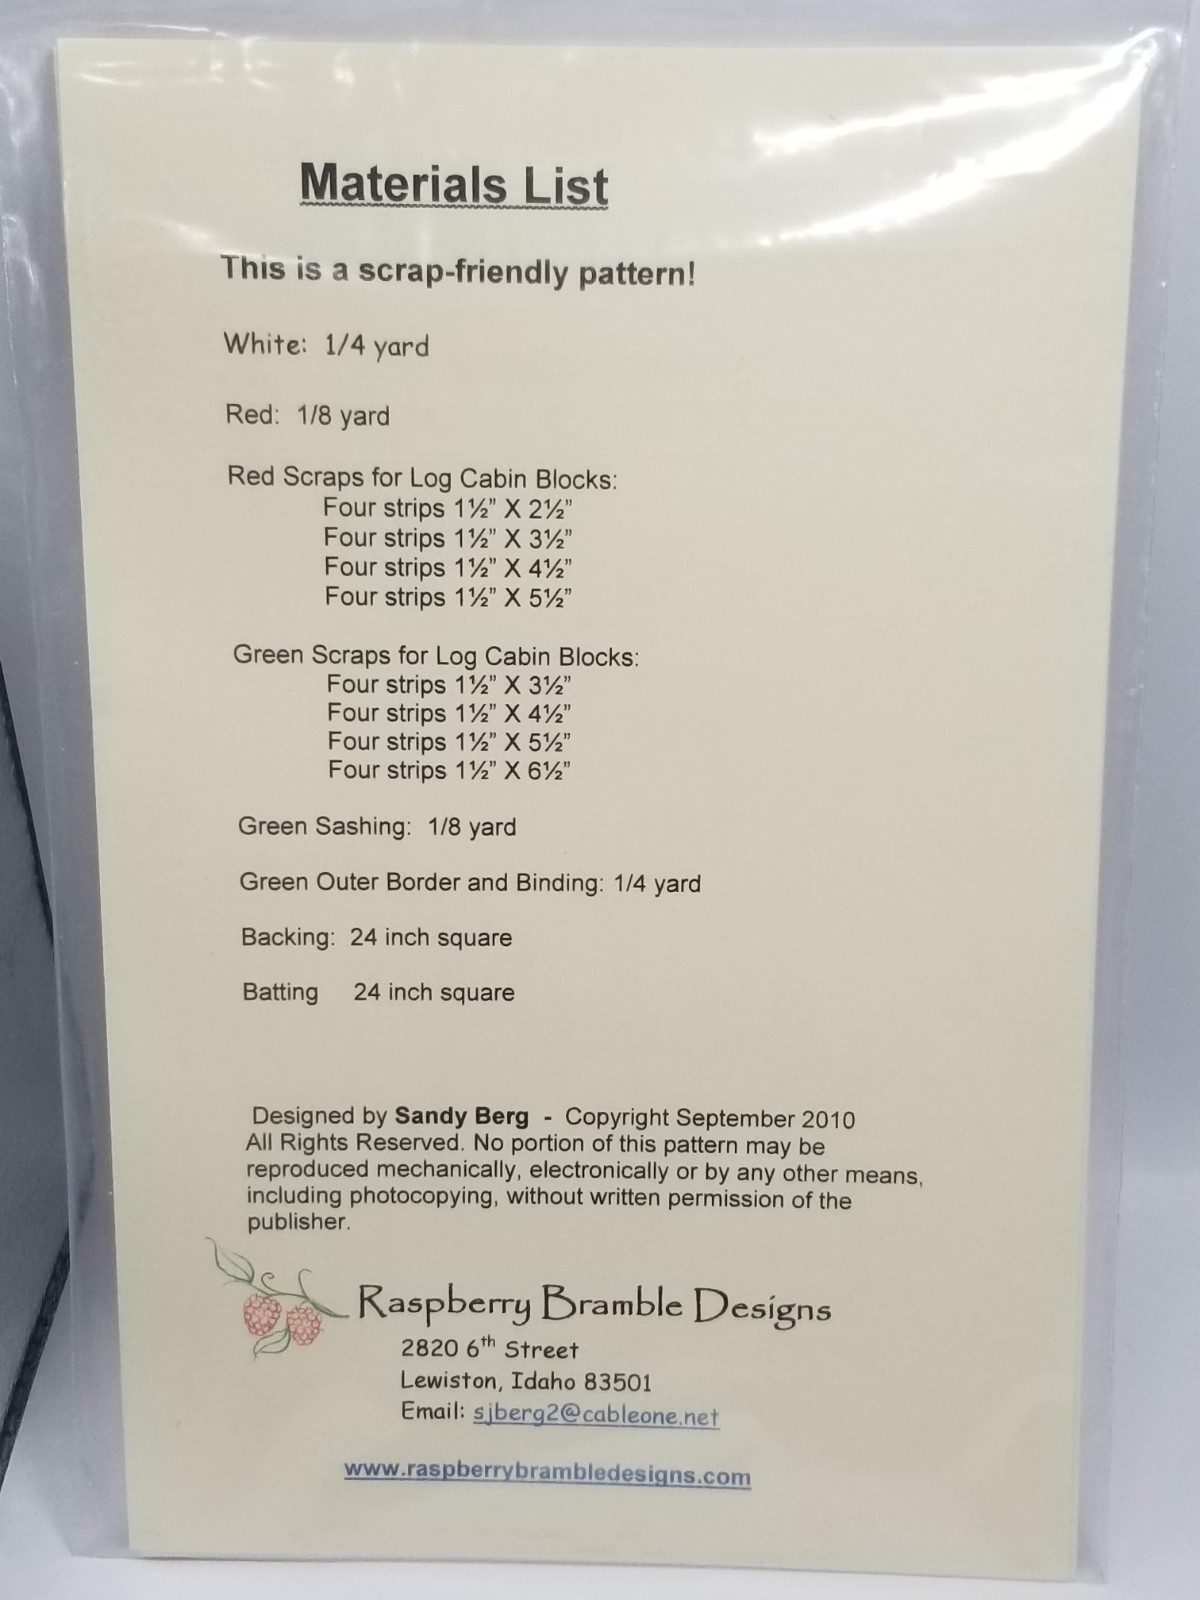 Materials List
This is a scrap-friendly pattern!
White: 1/4 yard
Red: 1/8 yard
Red Scraps for Log Cabin Blocks:
Four strips 1½” X 2½”
Four strips 1½” X 3½”
Four strips 1½” X 4½”
Four strips 1½” X 5½”
Green Scraps for Log Cabin Blocks:
Four strips 1½” X 3½”
Four strips 1½” X 4½”
Four strips 1½” X 5½”
Four strips 1½” X 6½”
Green Sashing: 1/8 yard
Green Outer Border and Binding: 1/4 yard
Backing: 24 inch square
Batting 24 inch square
Designed by Sandy Berg - Copyright September 2010
All Rights Reserved. No portion of this pattern may be
reproduced mechanically, electronically or by any other means,
including photocopying, without written permission of the
publisher.
Raspberry Bramble Designs
2820 6th Street
Lewiston, Idaho 83501
Email: sjberg2@cableone.net
www.raspberrybrambledesigns.com